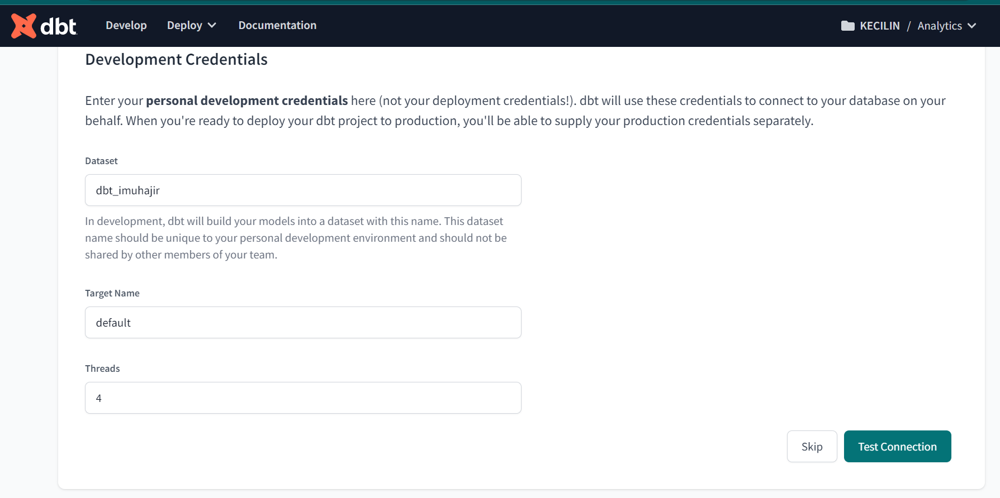 dbt Develop Deploy Documentation KECILIN / Analytics
Development Credentials
Enter your personal development credentials here (not your deployment credentials!). dbt will use these credentials to connect to your database on your
behalf. When you're ready to deploy your dbt project to production, you'll be able to supply your production credentials separately.
Dataset
dbt_imuhajir
In development, dbt will build your models into a dataset with this name. This dataset
name should be unique to your personal development environment and should not be
shared by other members of your team.
Target Name
default
Threads
4
Skip Test Connection